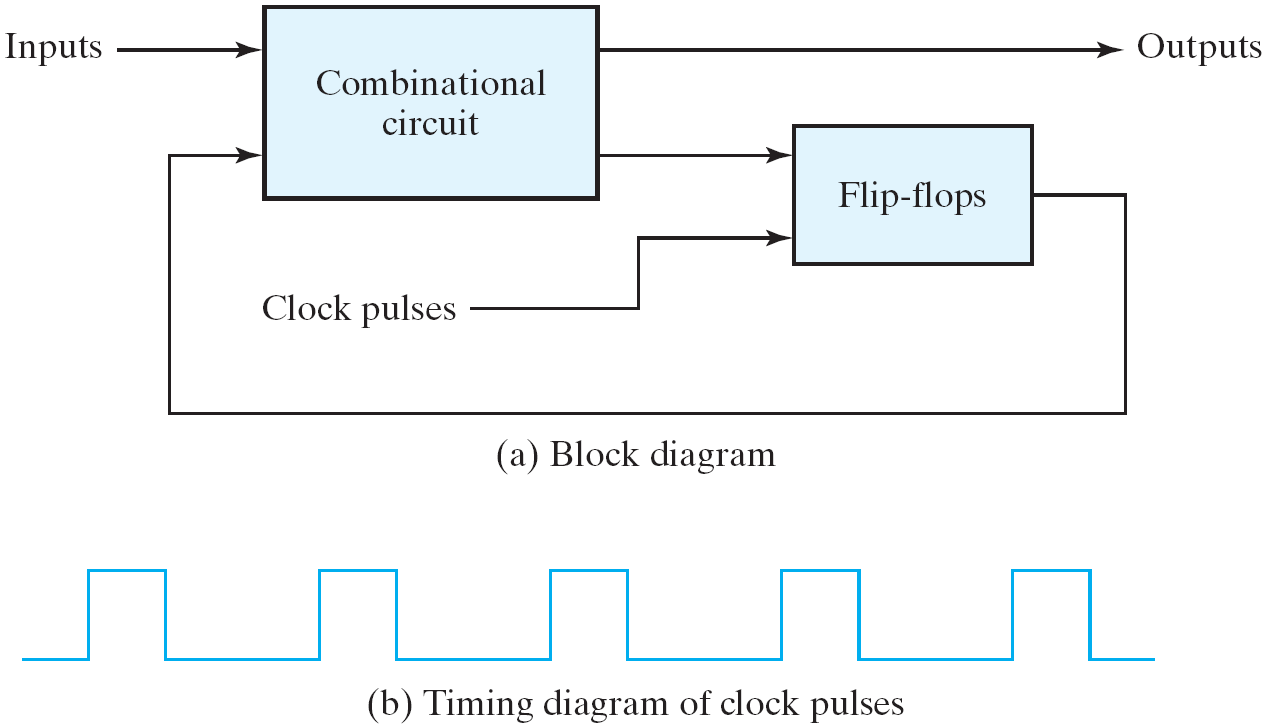 Inputs
Combinational
circuit
Outputs
Flip-flops
Clock pulses
(a) Block diagram
(b) Timing diagram of clock pulses